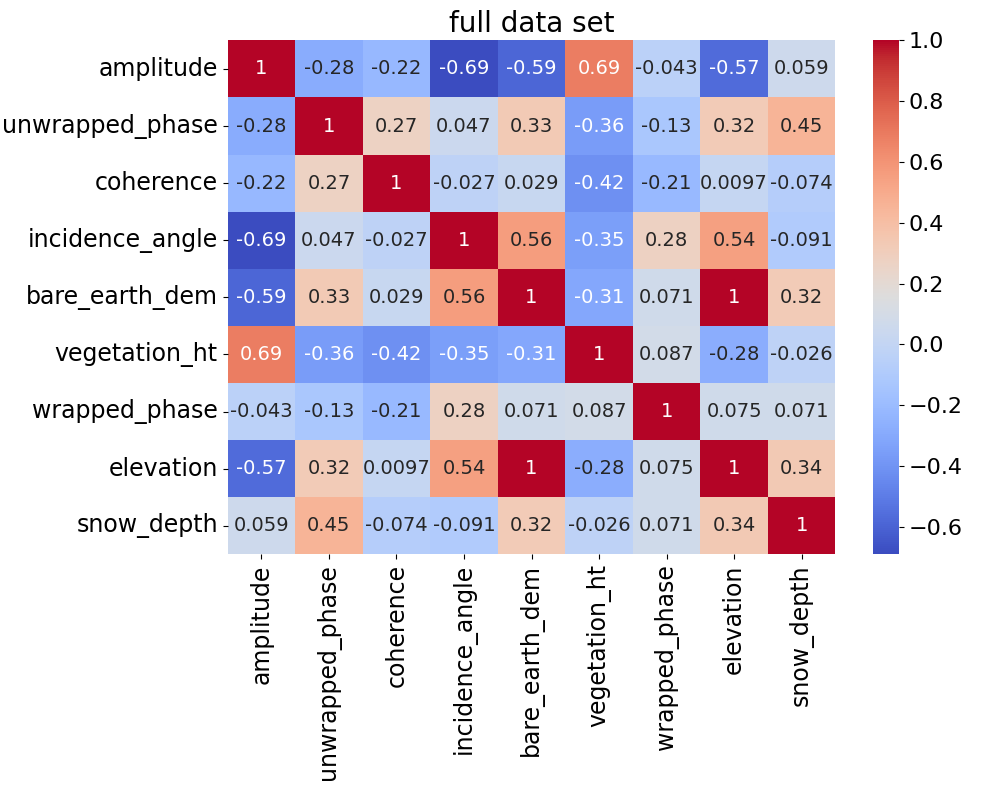 full data set
amplitude 1 -0.28 -0.22 -0.69 -0.59 0.69 -0.043 -0.57 0.059
unwrapped_phase -0.28 1 0.27 0.047 0.33 -0.36 -0.13 0.32 0.45
coherence -0.22 0.27 1 -0.027 0.029 -0.42 -0.21 0.0097 -0.074
incidence_angle -0.69 0.047 -0.027 1 0.56 -0.35 0.28 0.54 -0.091
bare_earth_dem -0.59 0.33 0.029 0.56 1 -0.31 0.071 1 0.32
vegetation_ht 0.69 -0.36 -0.42 -0.35 -0.31 1 0.087 -0.28 -0.026
wrapped_phase -0.043 -0.13 -0.21 0.28 0.071 0.087 1 0.075 0.071
elevation -0.57 0.32 0.0097 0.54 1 -0.28 0.075 1 0.34
snow_depth 0.059 0.45 -0.074 -0.091 0.32 -0.026 0.071 0.34 1
amplitude
unwrapped_phase
coherence
incidence_angle
bare_earth_dem
vegetation_ht
wrapped_phase
elevation
snow_depth
1.0
0.8
0.6
0.4
0.2
0.0
−0.2
−0.4
−0.6